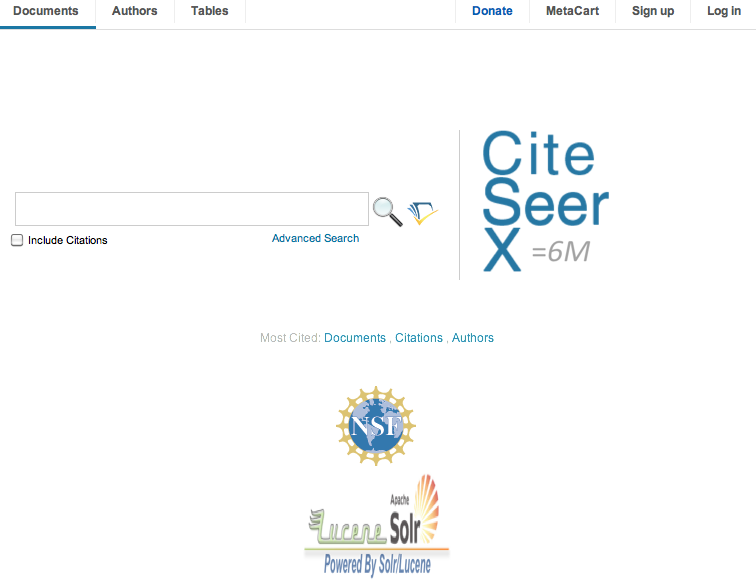 Documents Authors Tables Donate MetaCart Sign up Log in
Cite
Seer
X =6M
Include Citations Advanced Search
Most Cited: Documents , Citations , Authors
NSF
Apache
Lucene Solr
Powered By Solr/Lucene